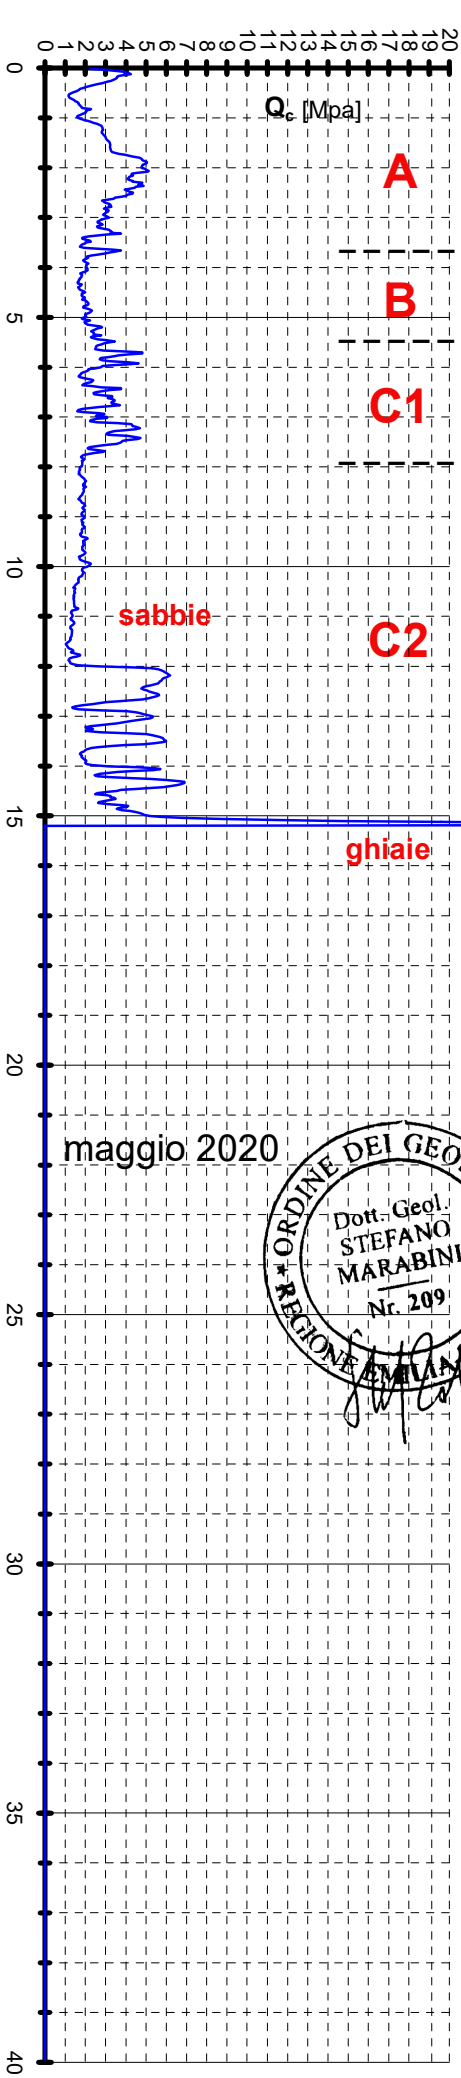 0 1 2 3 4 5 6 7 8 9 10 11 12 13 14 15 16 17 18 19 20
0
Qc [Mpa]
A
B
5
C1
10
sabbie
C2
15
ghiaie
20
maggio 2020
ORDINE DEI GEO
Dott. Geol.
STEFANO
MARABINI
Nr. 209
REGIONE EMILIA
25
30
35
40